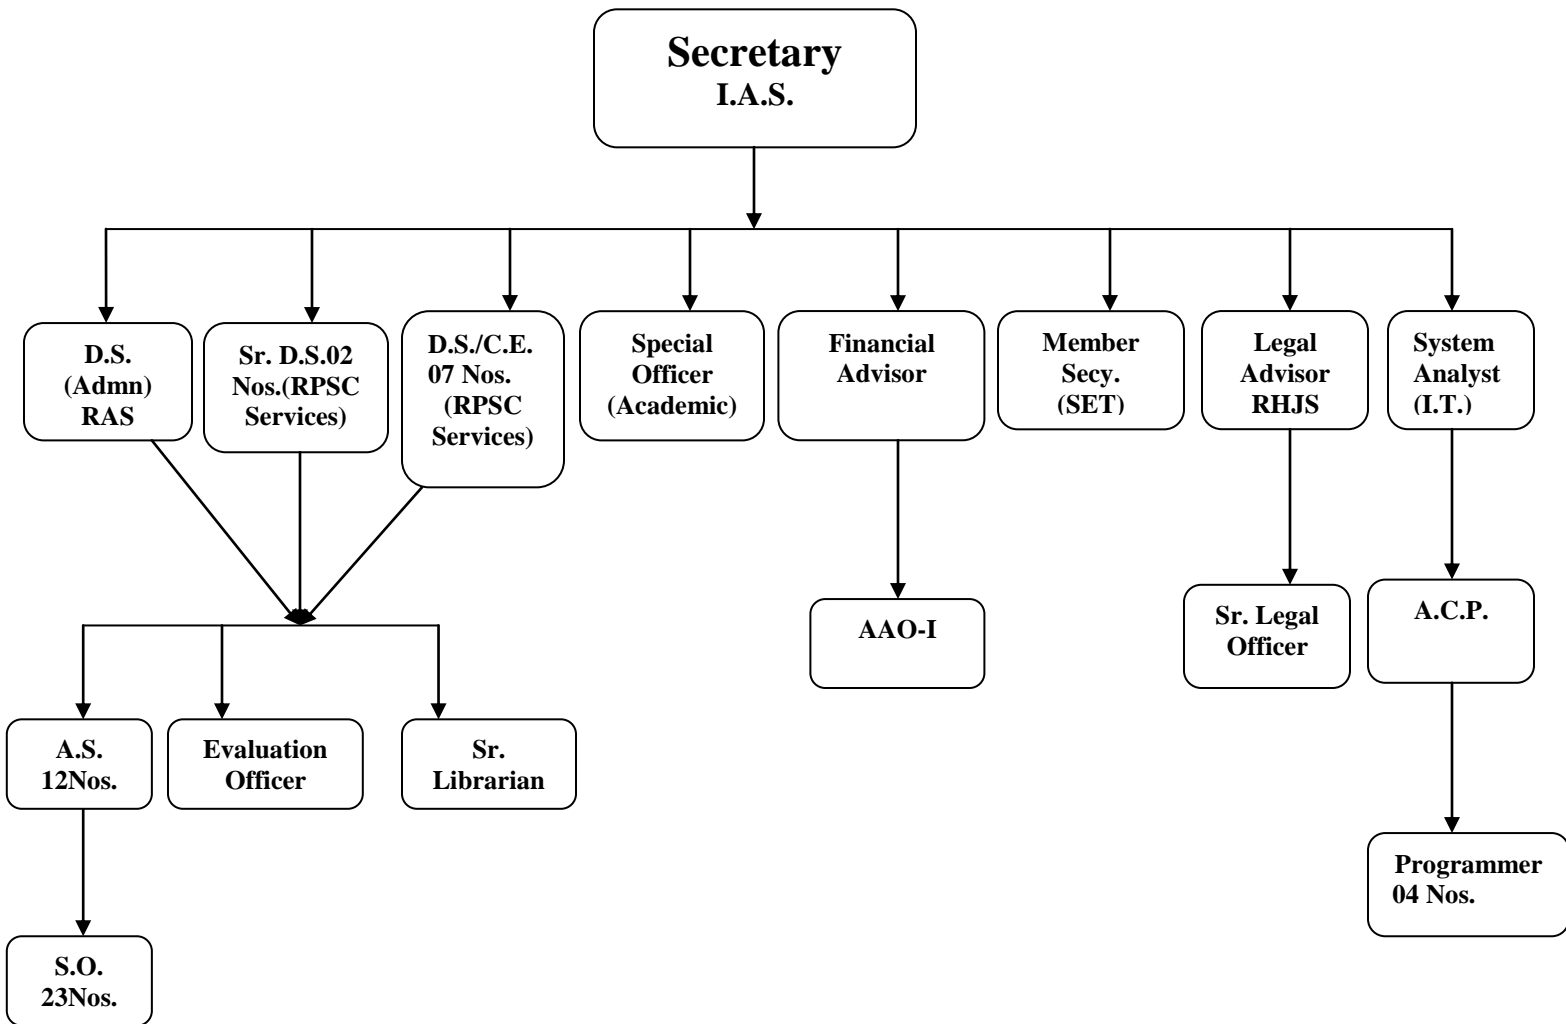 Secretary
I.A.S.
D.S.
(Admn)
RAS
Sr. D.S.02
Nos.(RPSC
Services)
D.S./C.E.
07 Nos.
(RPSC
Services)
Special
Officer
(Academic)
Financial
Advisor
Member
Secy.
(SET)
Legal
Advisor
RHJS
System
Analyst
(I.T.)
AAO-I
Sr. Legal
Officer
A.C.P.
A.S.
12Nos.
Evaluation
Officer
Sr.
Librarian
Programmer
04 Nos.
S.O.
23Nos.